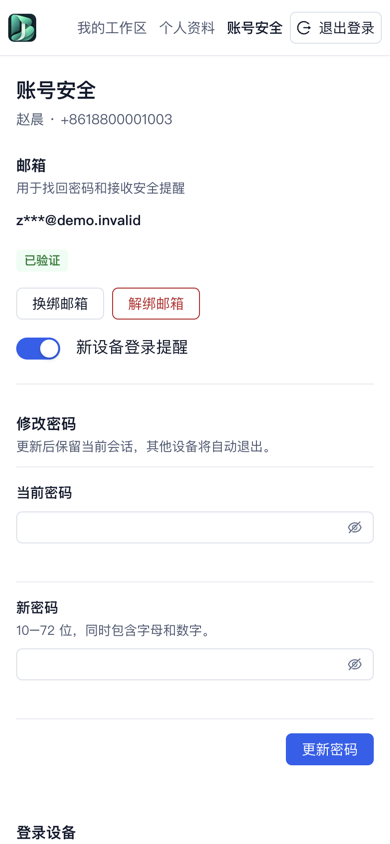 我的工作区 个人资料 账号安全 退出登录
账号安全
赵晨 · +8618800001003
邮箱
用于找回密码和接收安全提醒
z***@demo.invalid
已验证
换绑邮箱 解绑邮箱
新设备登录提醒
修改密码
更新后保留当前会话，其他设备将自动退出。
当前密码
新密码
10—72 位，同时包含字母和数字。
更新密码
登录设备